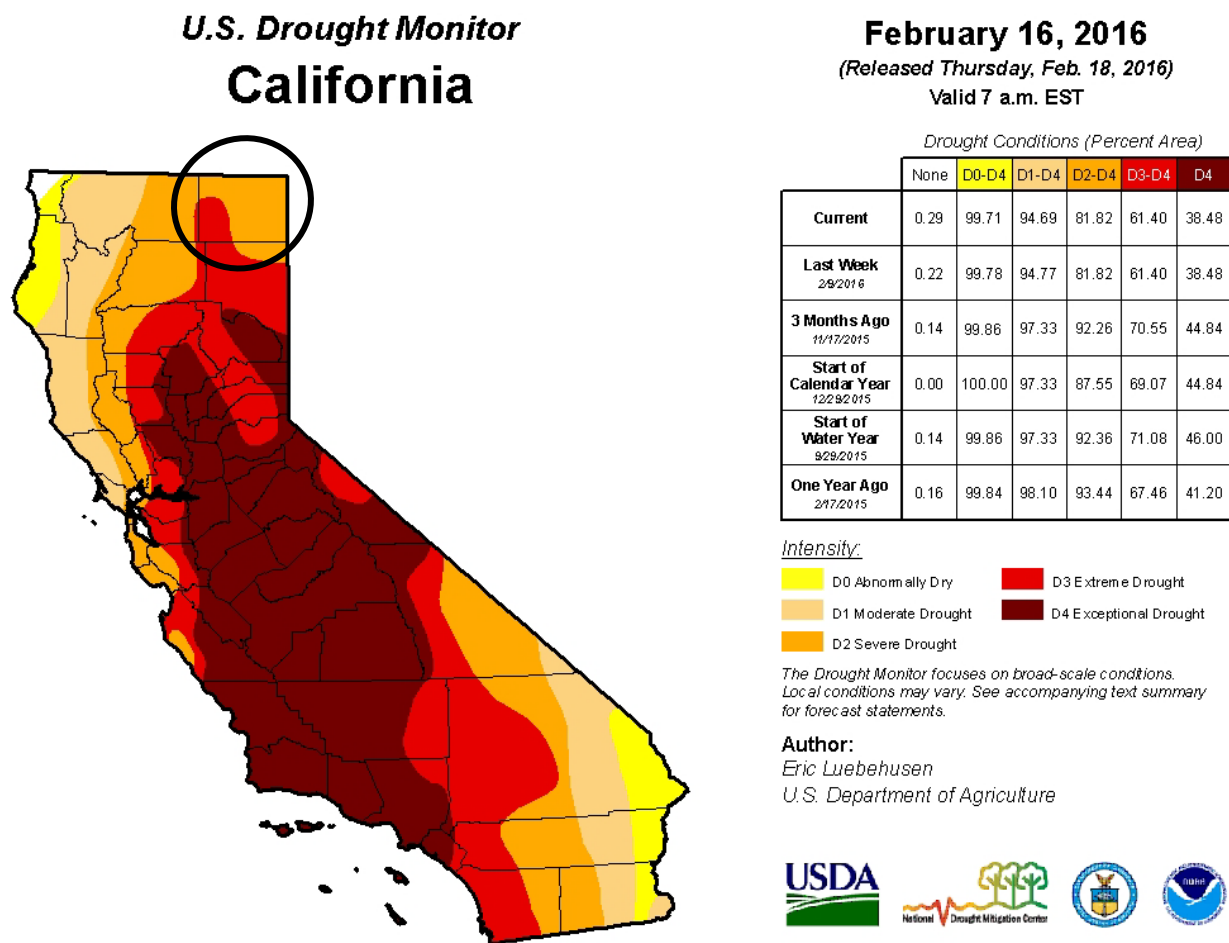 U.S. Drought Monitor
California
February 16, 2016
(Released Thursday, Feb. 18, 2016)
Valid 7 a.m. EST
Drought Conditions (Percent Area)
None D0-D4 D1-D4 D2-D4 D3-D4 D4
Current 0.29 99.71 94.69 81.82 61.40 38.48
Last Week
2/9/2016
0.22 99.78 94.77 81.82 61.40 38.48
3 Months Ago
11/17/2015
0.14 99.86 97.33 92.26 70.55 44.84
Start of
Calendar Year
12/29/2015
0.00 100.00 97.33 87.55 69.07 44.84
Start of
Water Year
9/29/2015
0.14 99.86 97.33 92.36 71.08 46.00
One Year Ago
2/17/2015
0.16 99.84 98.10 93.44 67.46 41.20
Intensity:
D0 Abnormally Dry
D1 Moderate Drought
D2 Severe Drought
D3 Extreme Drought
D4 Exceptional Drought
The Drought Monitor focuses on broad-scale conditions.
Local conditions may vary. See accompanying text summary
for forecast statements.
Author:
Eric Luebehusen
U.S. Department of Agriculture
USDA
National Drought Mitigation Center
NOAA